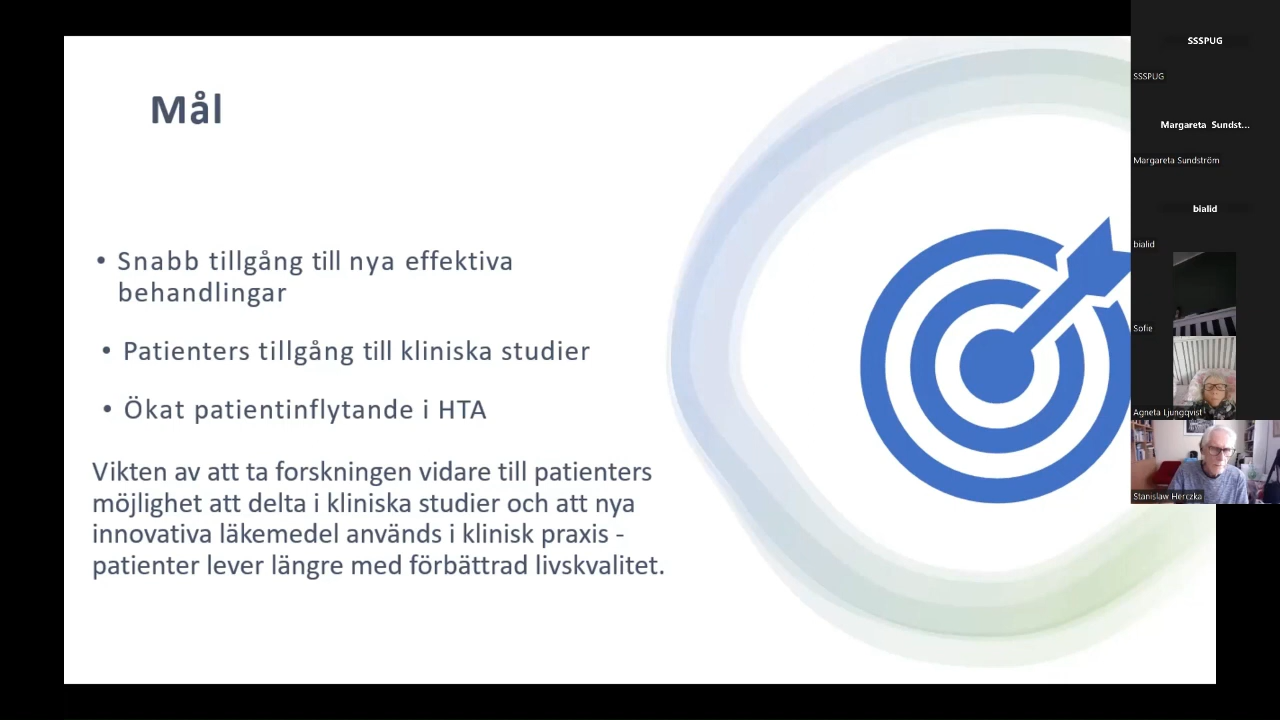 Mål
• Snabb tillgång till nya effektiva
behandlingar
• Patienters tillgång till kliniska studier
• Ökat patientinflytande i HTA
Vikten av att ta forskningen vidare till patienters
möjlighet att delta i kliniska studier och att nya
innovativa läkemedel används i klinisk praxis -
patienter lever längre med förbättrad livskvalitet.
SSSPUG
SSSPUG
Margareta Sundst...
Margareta Sundström
bialid
bialid
Sofie
Agneta Ljungqvist
Stanislaw Herczka